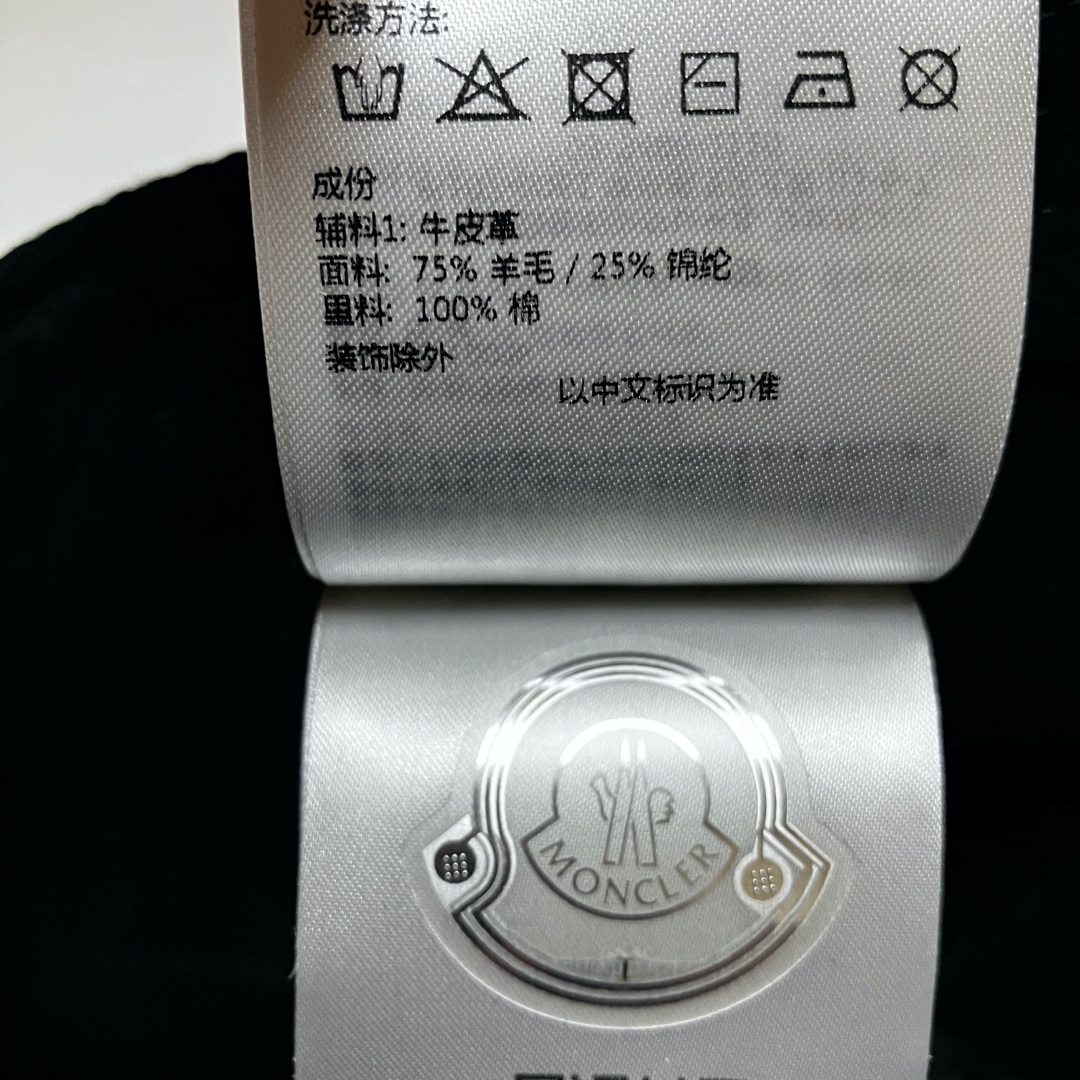 洗涤方法:
成份
辅料1: 牛皮革
面料: 75% 羊毛 / 25% 锦纶
里料: 100% 棉
装饰除外
以中文标识为准
MONCLER